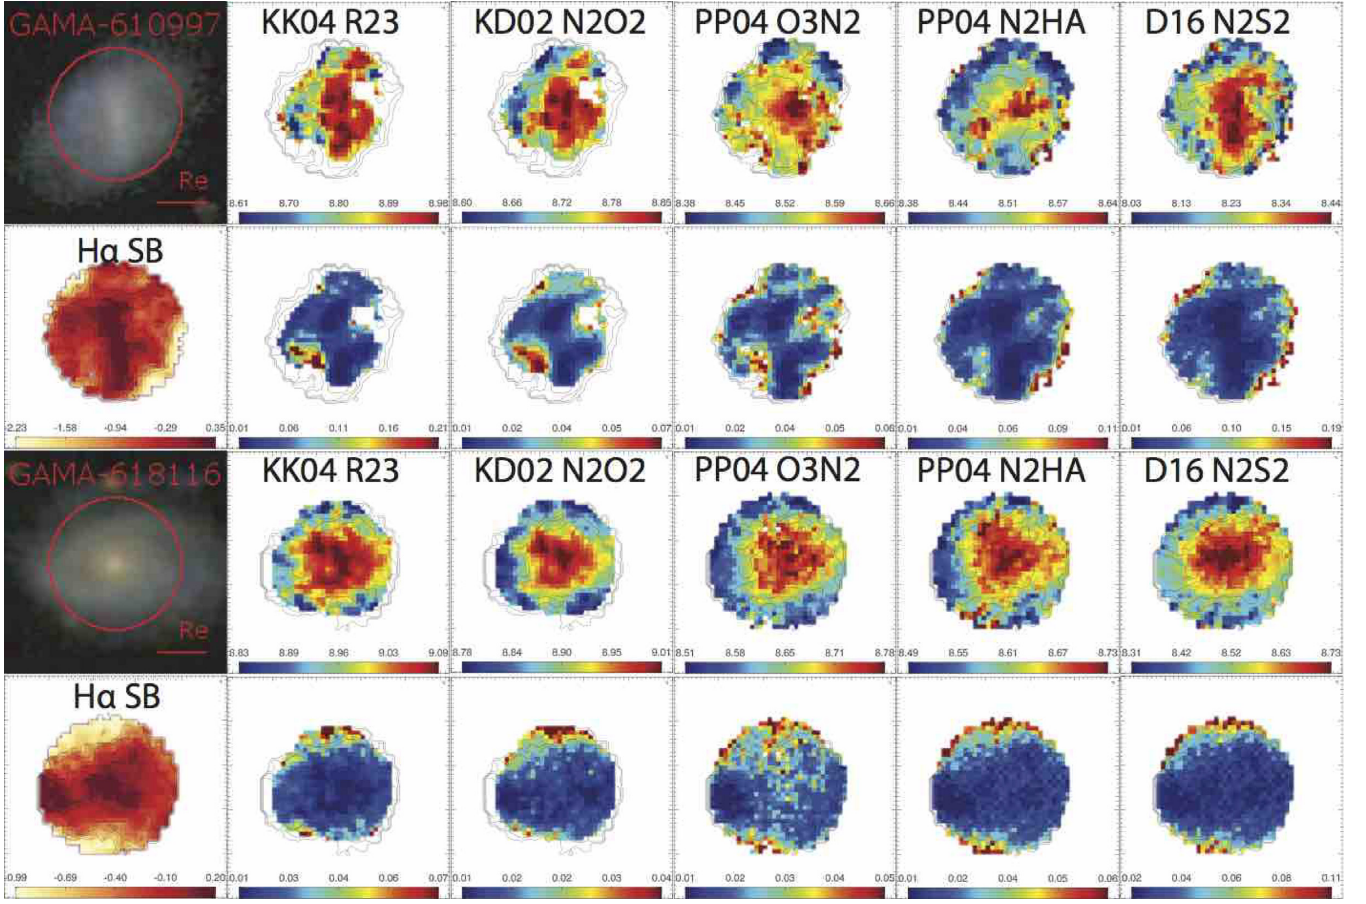 GAMA-610997 KK04 R23 KD02 N2O2 PP04 O3N2 PP04 N2HA D16 N2S2
Re
8.61 8.70 8.80 8.89 8.98 8.60 8.66 8.72 8.78 8.85 8.38 8.45 8.52 8.59 8.66 8.38 8.44 8.51 8.57 8.64 8.03 8.13 8.23 8.34 8.44
Hα SB
-2.23 -1.58 -0.94 -0.29 0.35 0.01 0.06 0.11 0.16 0.21 0.01 0.02 0.04 0.05 0.07 0.01 0.02 0.04 0.05 0.06 0.01 0.04 0.06 0.09 0.11 0.01 0.06 0.10 0.15 0.19
GAMA-618116 KK04 R23 KD02 N2O2 PP04 O3N2 PP04 N2HA D16 N2S2
Re
8.83 8.89 8.96 9.03 9.09 8.78 8.84 8.90 8.95 9.01 8.51 8.58 8.65 8.71 8.78 8.49 8.55 8.61 8.67 8.73 8.31 8.42 8.52 8.63 8.73
Hα SB
-0.99 -0.69 -0.40 -0.10 0.20 0.01 0.03 0.04 0.06 0.07 0.01 0.02 0.02 0.03 0.04 0.01 0.02 0.03 0.04 0.05 0.02 0.03 0.04 0.05 0.06 0.02 0.04 0.06 0.08 0.11